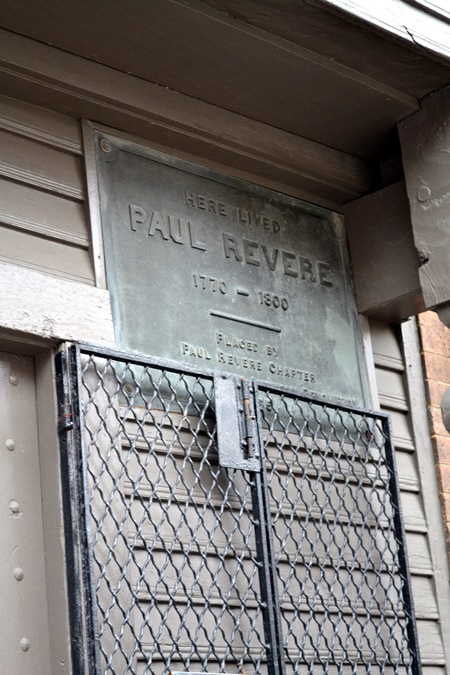 HERE LIVED
PAUL REVERE
1770 – 1800
PLACED BY
PAUL REVERE CHAPTER